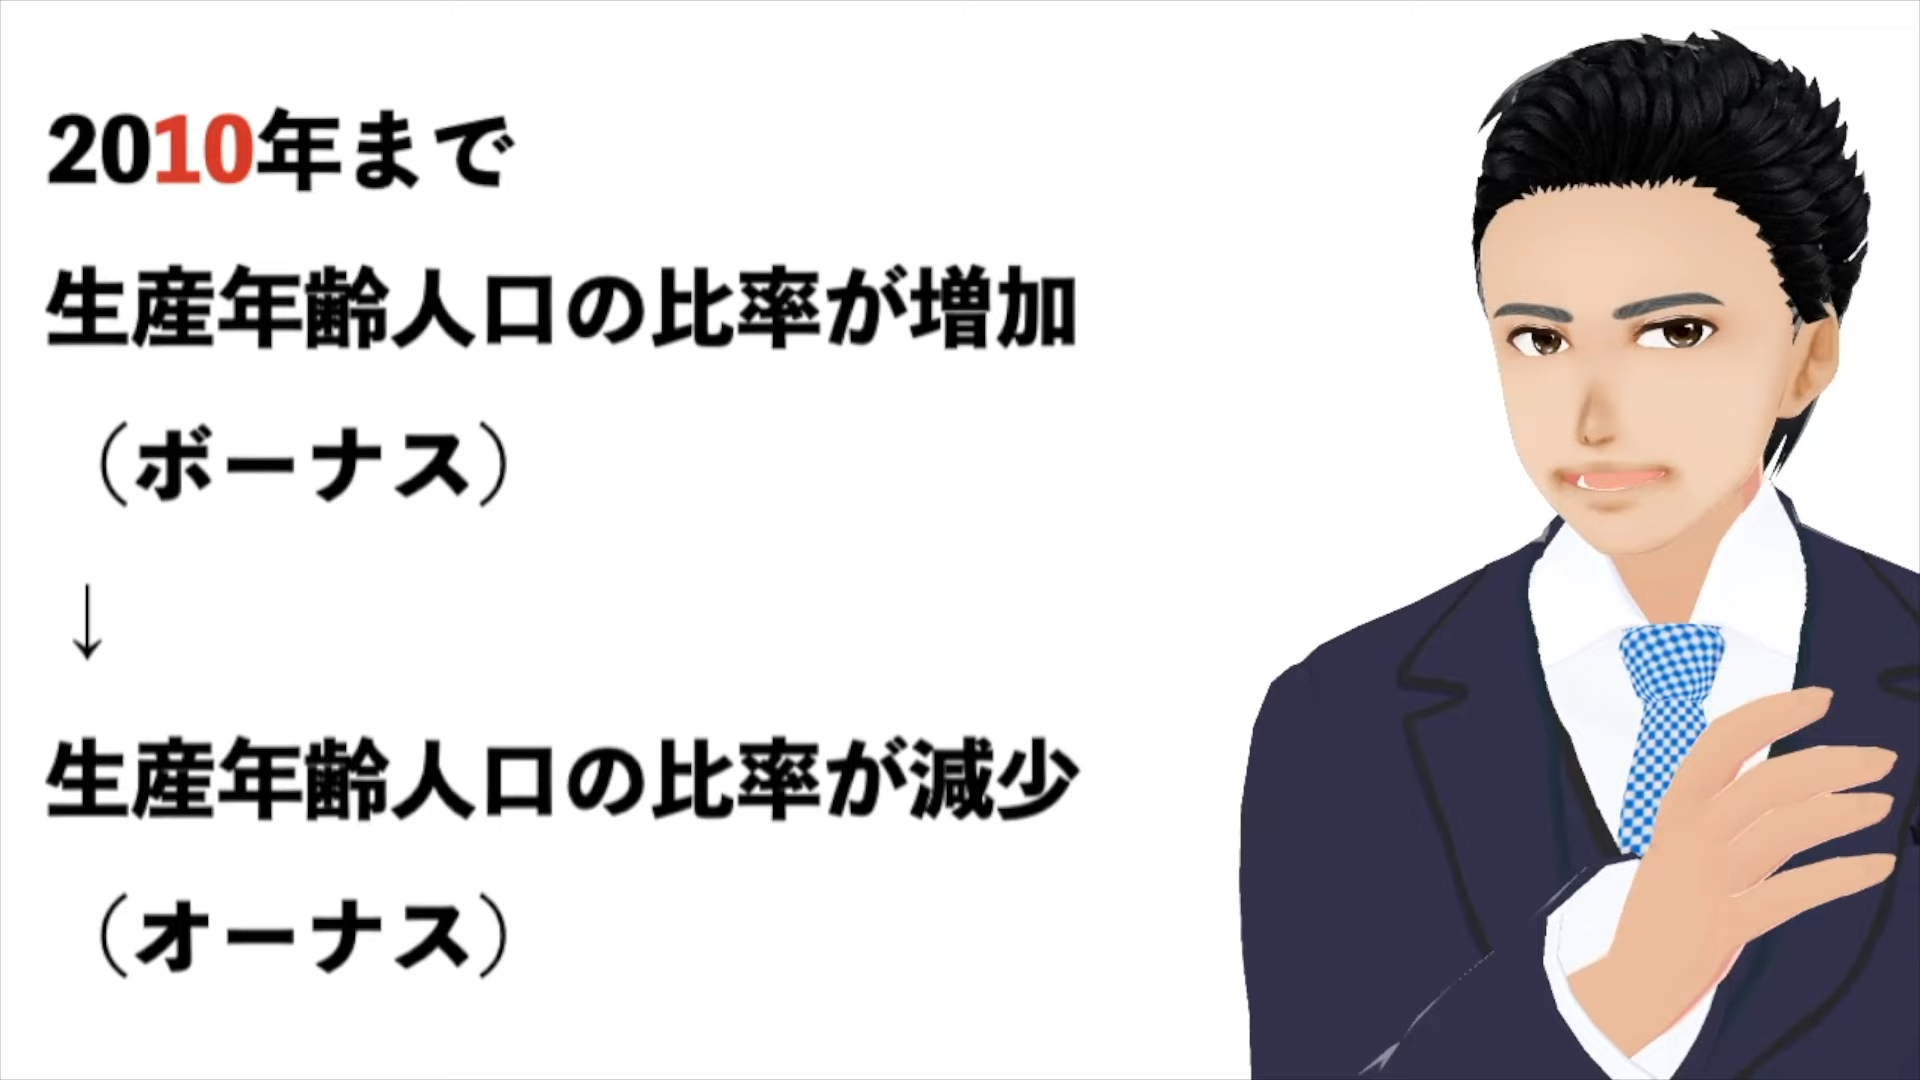 2010年まで
生産年齢人口の比率が増加
（ボーナス）
↓
生産年齢人口の比率が減少
（オーナス）